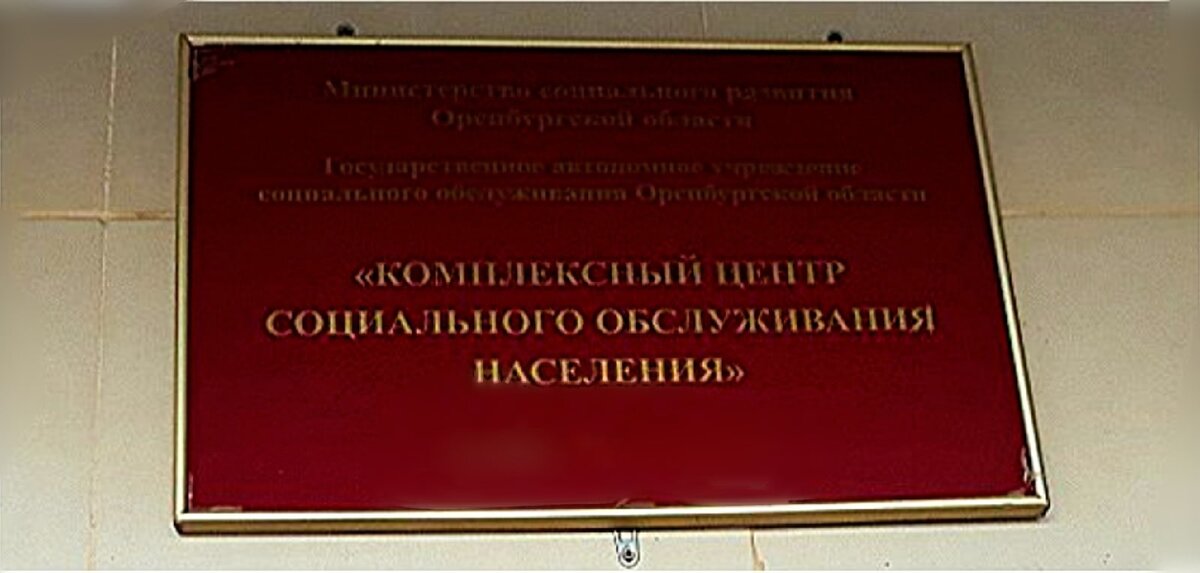 Министерство социального развития
Оренбургской области
Государственное автономное учреждение
социального обслуживания Оренбургской области
«КОМПЛЕКСНЫЙ ЦЕНТР
СОЦИАЛЬНОГО ОБСЛУЖИВАНИЯ
НАСЕЛЕНИЯ»